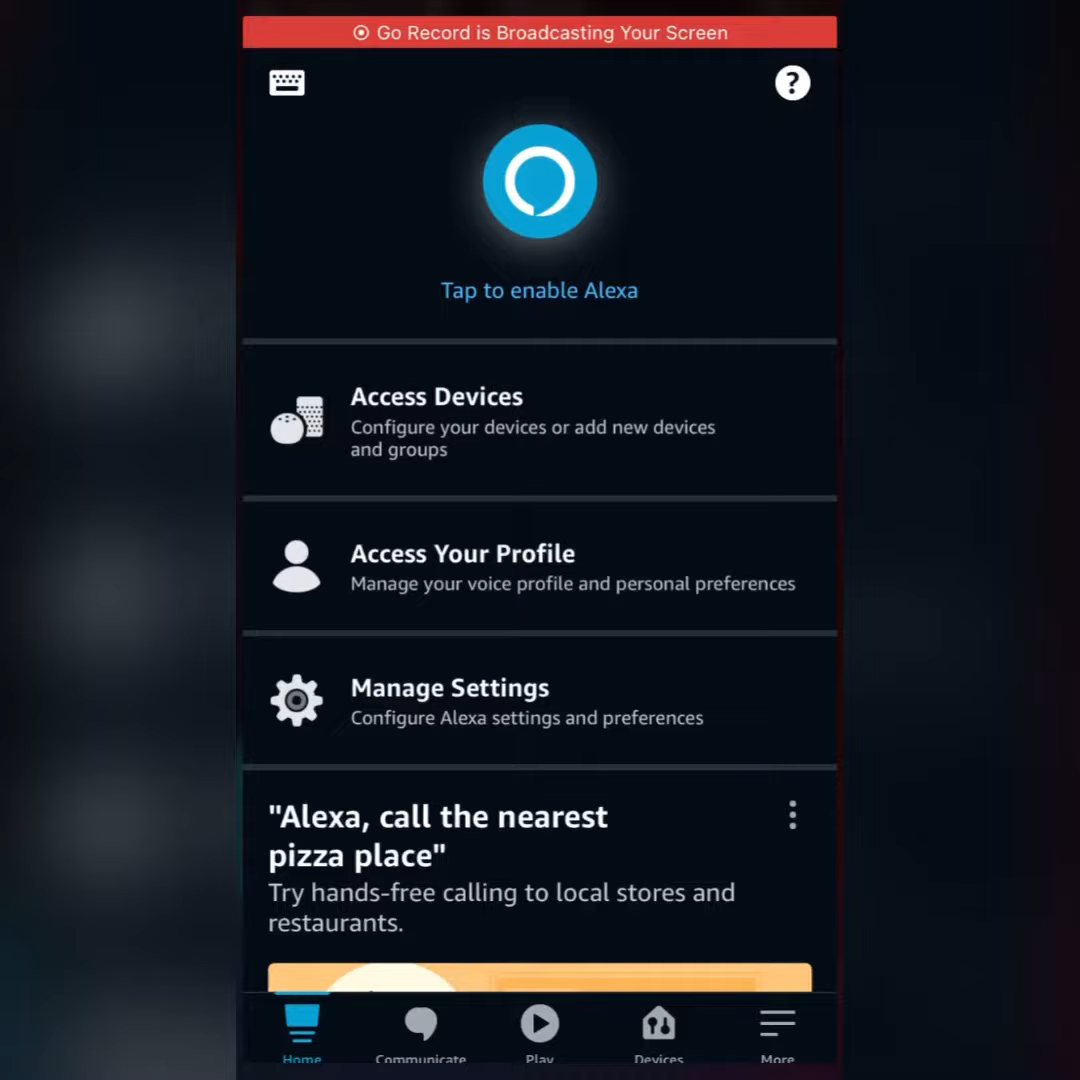 Go Record is Broadcasting Your Screen
?
Tap to enable Alexa
Access Devices
Configure your devices or add new devices
and groups
Access Your Profile
Manage your voice profile and personal preferences
Manage Settings
Configure Alexa settings and preferences
"Alexa, call the nearest
pizza place"
Try hands-free calling to local stores and
restaurants.
Home Communicate Play Devices More